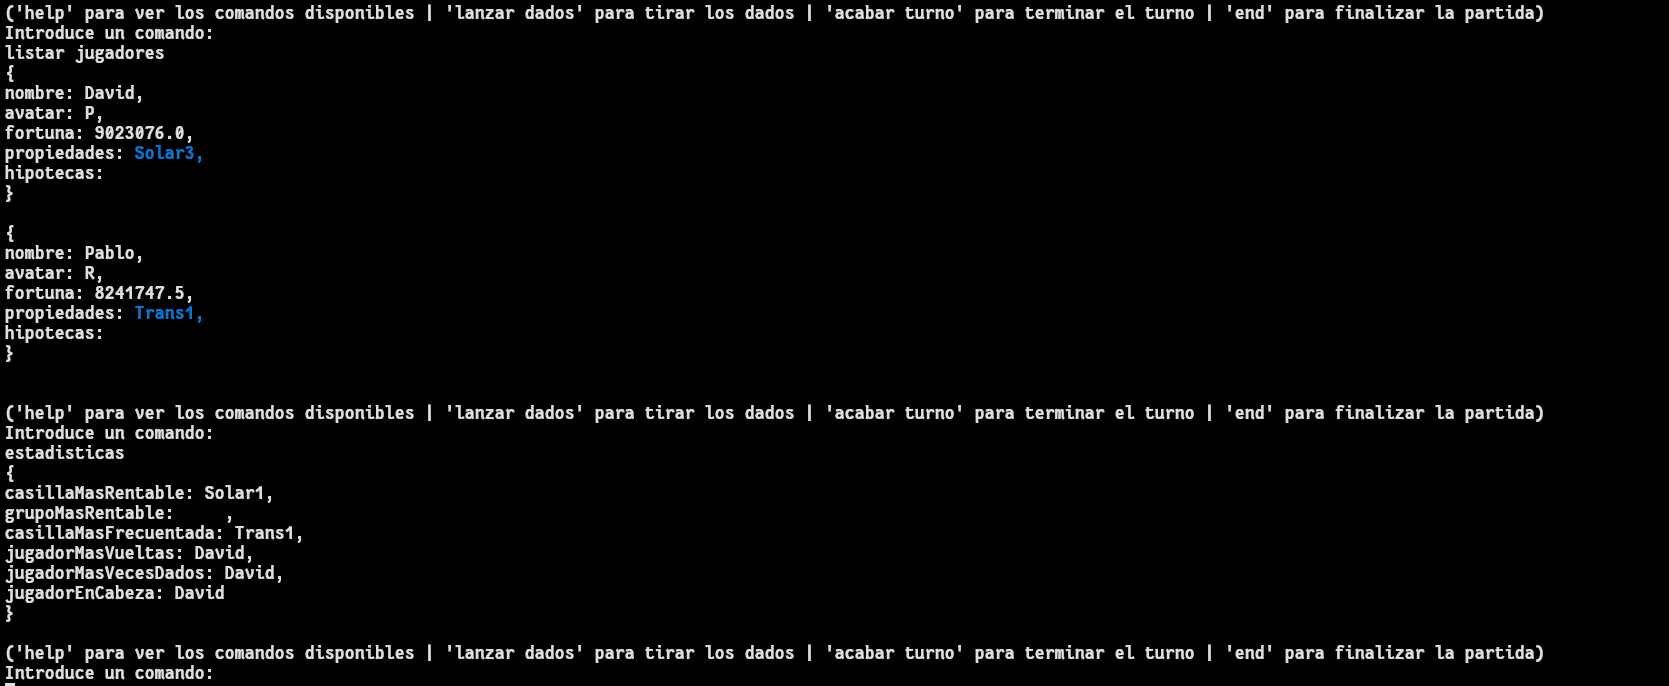 ('help' para ver los comandos disponibles | 'lanzar dados' para tirar los dados | 'acabar turno' para terminar el turno | 'end' para finalizar la partida)
Introduce un comando:
listar jugadores
{
nombre: David,
avatar: P,
fortuna: 9023076.0,
propiedades: Solar3,
hipotecas:
}
{
nombre: Pablo,
avatar: R,
fortuna: 8241747.5,
propiedades: Trans1,
hipotecas:
}
('help' para ver los comandos disponibles | 'lanzar dados' para tirar los dados | 'acabar turno' para terminar el turno | 'end' para finalizar la partida)
Introduce un comando:
estadisticas
{
casillaMasRentable: Solar1,
grupoMasRentable:     ,
casillaMasFrecuentada: Trans1,
jugadorMasVueltas: David,
jugadorMasVecesDados: David,
jugadorEnCabeza: David
}
('help' para ver los comandos disponibles | 'lanzar dados' para tirar los dados | 'acabar turno' para terminar el turno | 'end' para finalizar la partida)
Introduce un comando: